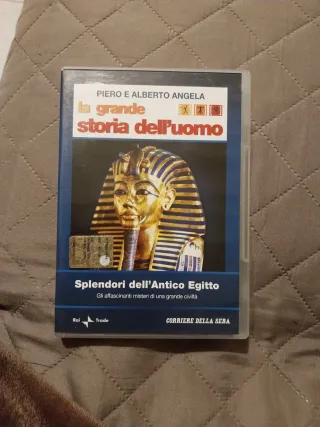 PIERO E ALBERTO ANGELA
la grande
storia dell'uomo
Splendori dell'Antico Egitto
Gli affascinanti misteri di una grande civiltà
Rai Trade
CORRIERE DELLA SERA